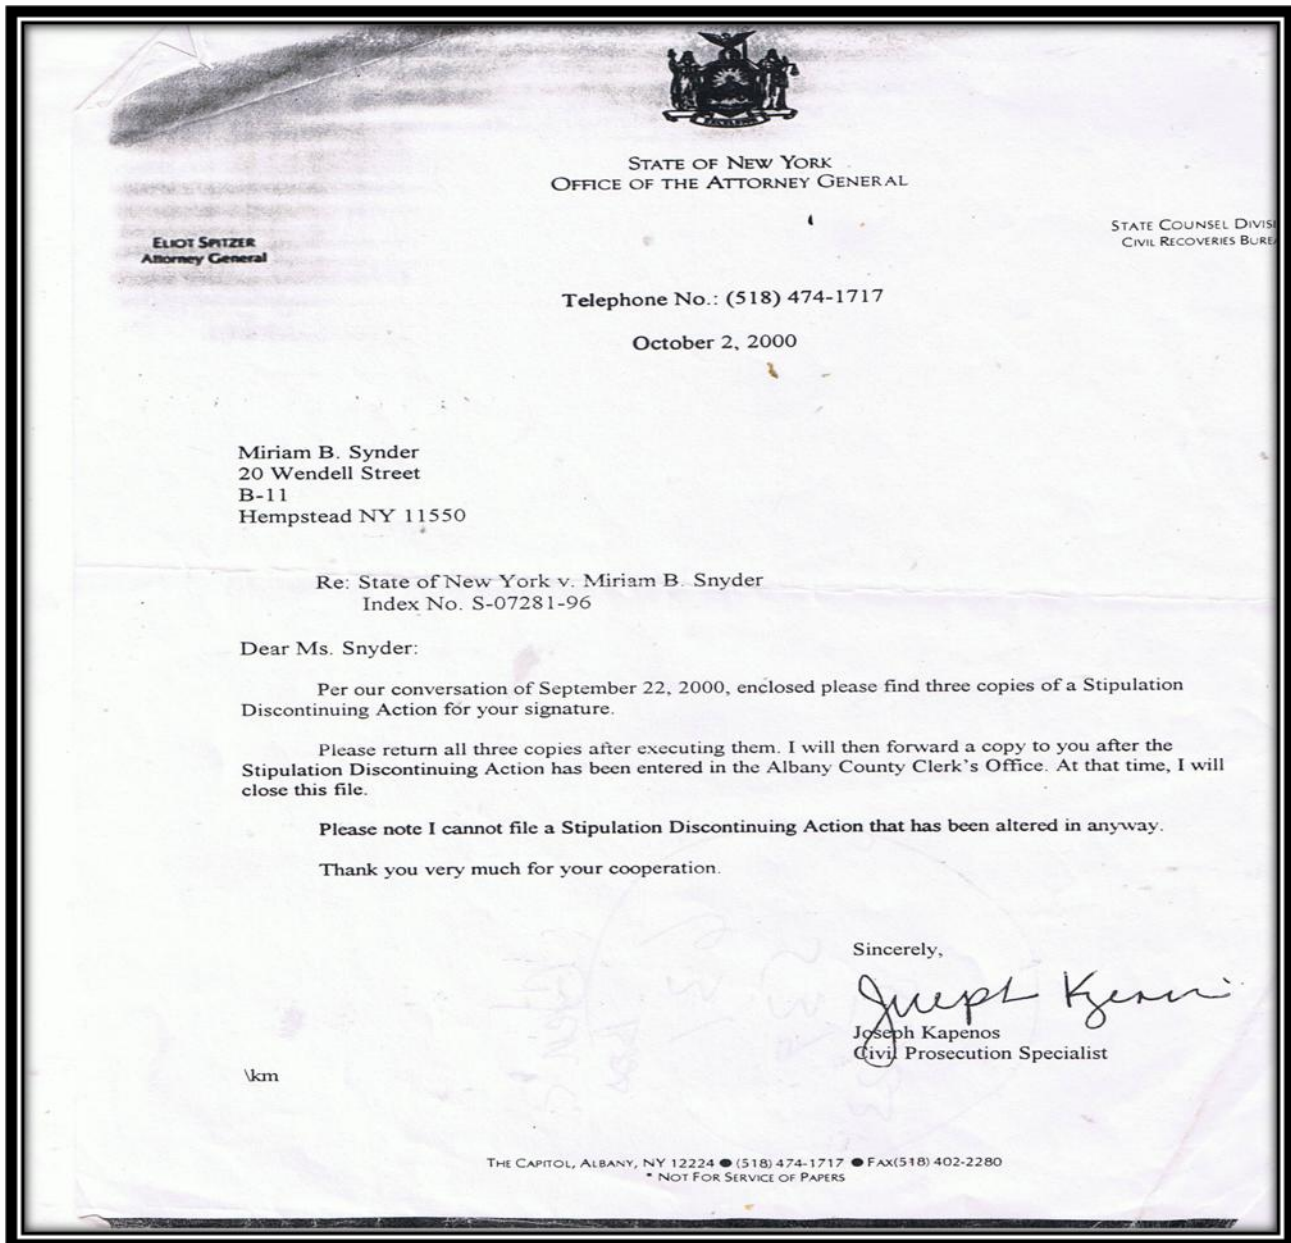 EXCELSIOR
STATE OF NEW YORK
OFFICE OF THE ATTORNEY GENERAL
ELIOT SPITZER
Attorney General
STATE COUNSEL DIVISI
CIVIL RECOVERIES BUREA
Telephone No.: (518) 474-1717
October 2, 2000
Miriam B. Synder
20 Wendell Street
B-11
Hempstead NY 11550
Re: State of New York v. Miriam B. Snyder
Index No. S-07281-96
Dear Ms. Snyder:
Per our conversation of September 22, 2000, enclosed please find three copies of a Stipulation
Discontinuing Action for your signature.
Please return all three copies after executing them. I will then forward a copy to you after the
Stipulation Discontinuing Action has been entered in the Albany County Clerk's Office. At that time, I will
close this file.
Please note I cannot file a Stipulation Discontinuing Action that has been altered in anyway.
Thank you very much for your cooperation.
Sincerely,
Joseph Kapenos
Civil Prosecution Specialist
\km
THE CAPITOL, ALBANY, NY 12224 ● (518) 474-1717 ● FAX(518) 402-2280
* NOT FOR SERVICE OF PAPERS